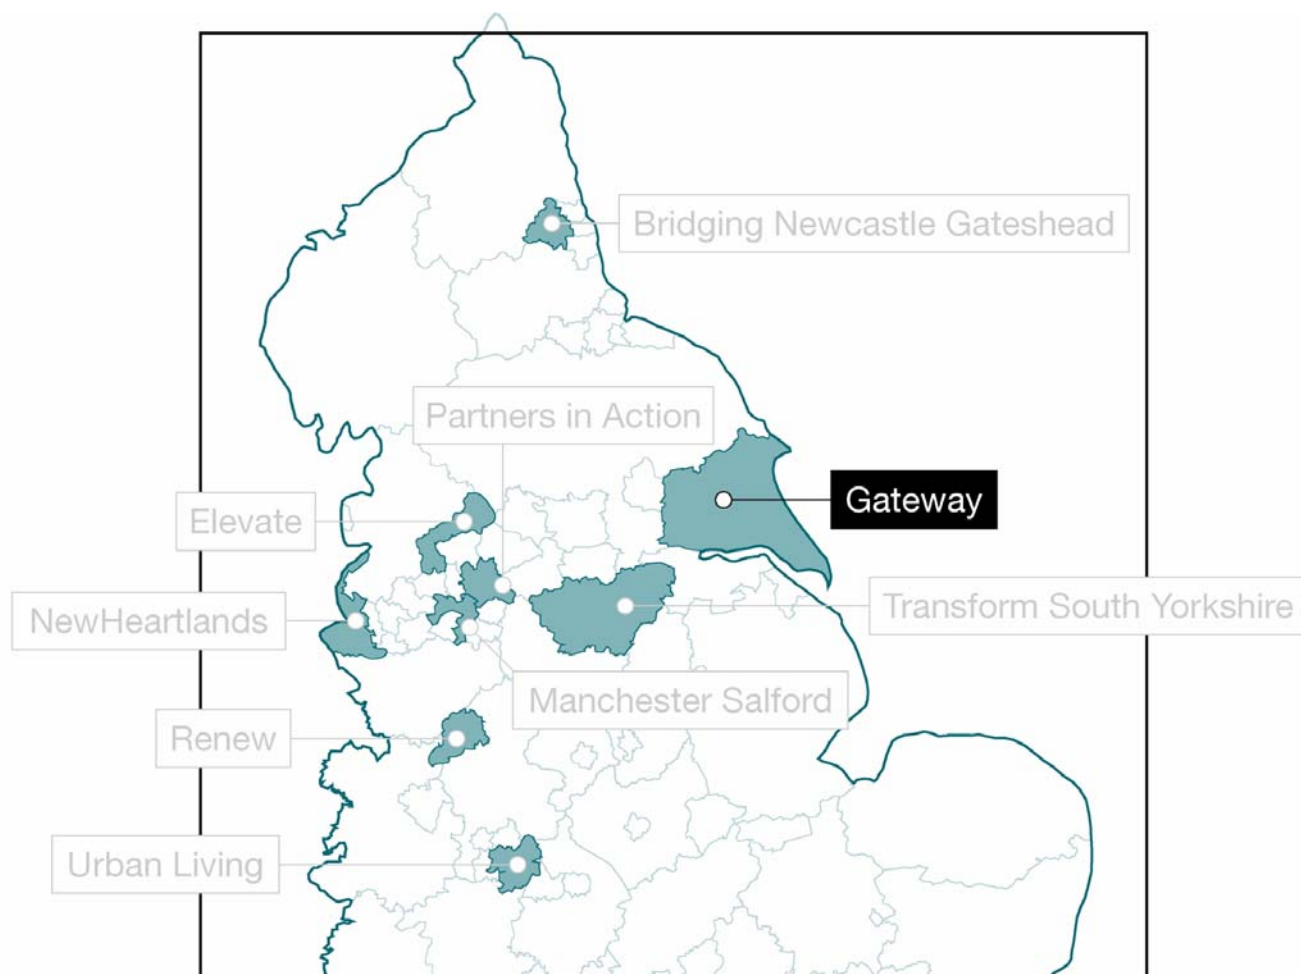 Bridging Newcastle Gateshead
Partners in Action
Gateway
Elevate
Transform South Yorkshire
NewHeartlands
Manchester Salford
Renew
Urban Living